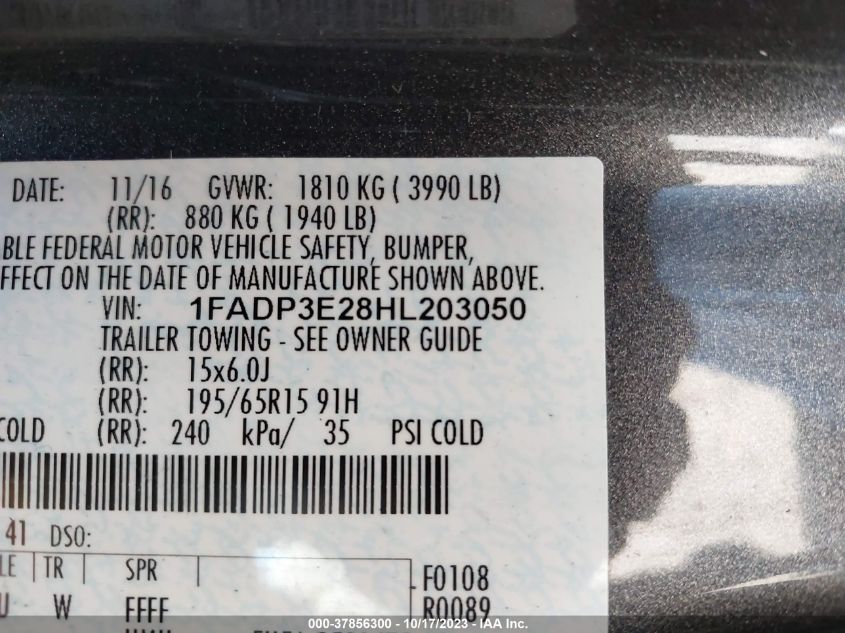 DATE: 11/16 GVWR: 1810 KG ( 3990 LB)
(RR): 880 KG ( 1940 LB)
BLE FEDERAL MOTOR VEHICLE SAFETY, BUMPER,
FFECT ON THE DATE OF MANUFACTURE SHOWN ABOVE.
VIN: 1FADP3E28HL203050
TRAILER TOWING - SEE OWNER GUIDE
(RR): 15x6.0J
(RR): 195/65R15 91H
COLD (RR): 240 kPa/ 35 PSI COLD
41 DSO:
LE TR SPR
U W FFFF
F0108
R0089
000-37856300 - 10/17/2023 - IAA Inc.